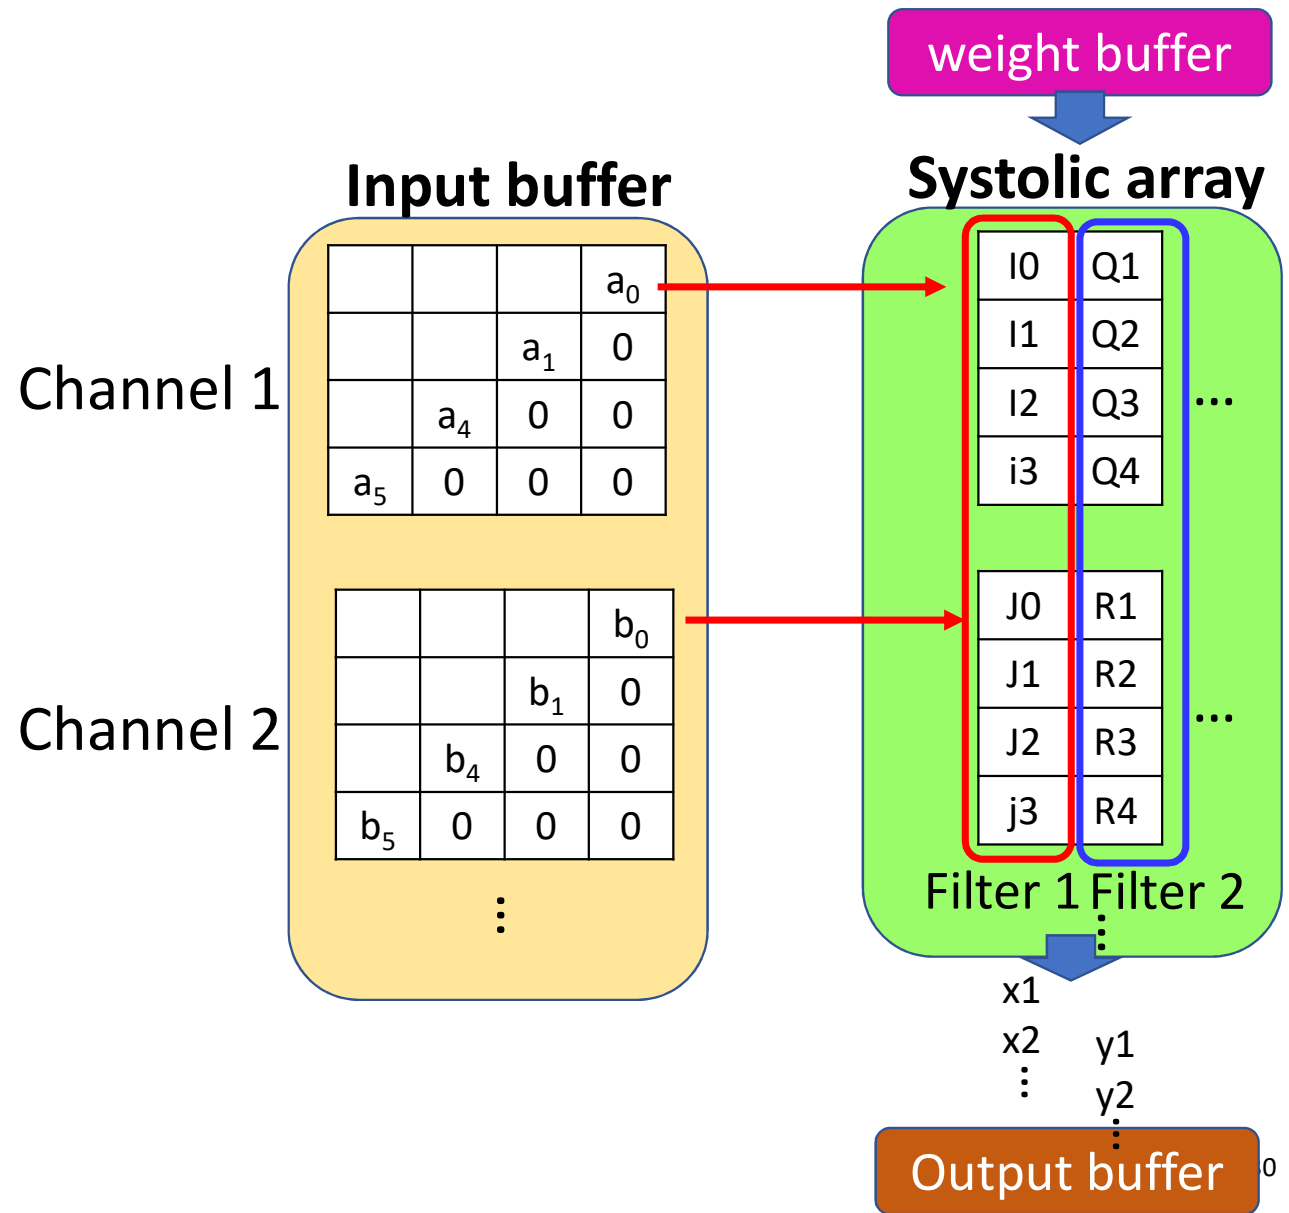 weight buffer
Input buffer
Systolic array
Channel 1
a₀
a₁ 0
a₄ 0 0
a₅ 0 0 0
I0 Q1
I1 Q2
I2 Q3
i3 Q4
...
Channel 2
b₀
b₁ 0
b₄ 0 0
b₅ 0 0 0
⋮
J0 R1
J1 R2
J2 R3
j3 R4
...
Filter 1 Filter 2
⋮
x1
x2 y1
⋮ y2
⋮
Output buffer